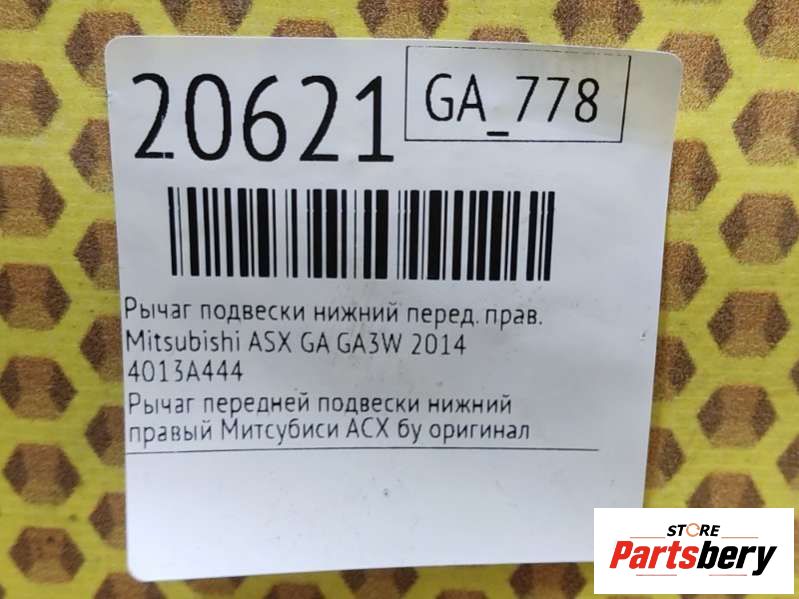 20621
GA_778
Рычаг подвески нижний перед. прав.
Mitsubishi ASX GA GA3W 2014
4013A444
Рычаг передней подвески нижний
правый Митсубиси АСХ бу оригинал
STORE
Partsbery